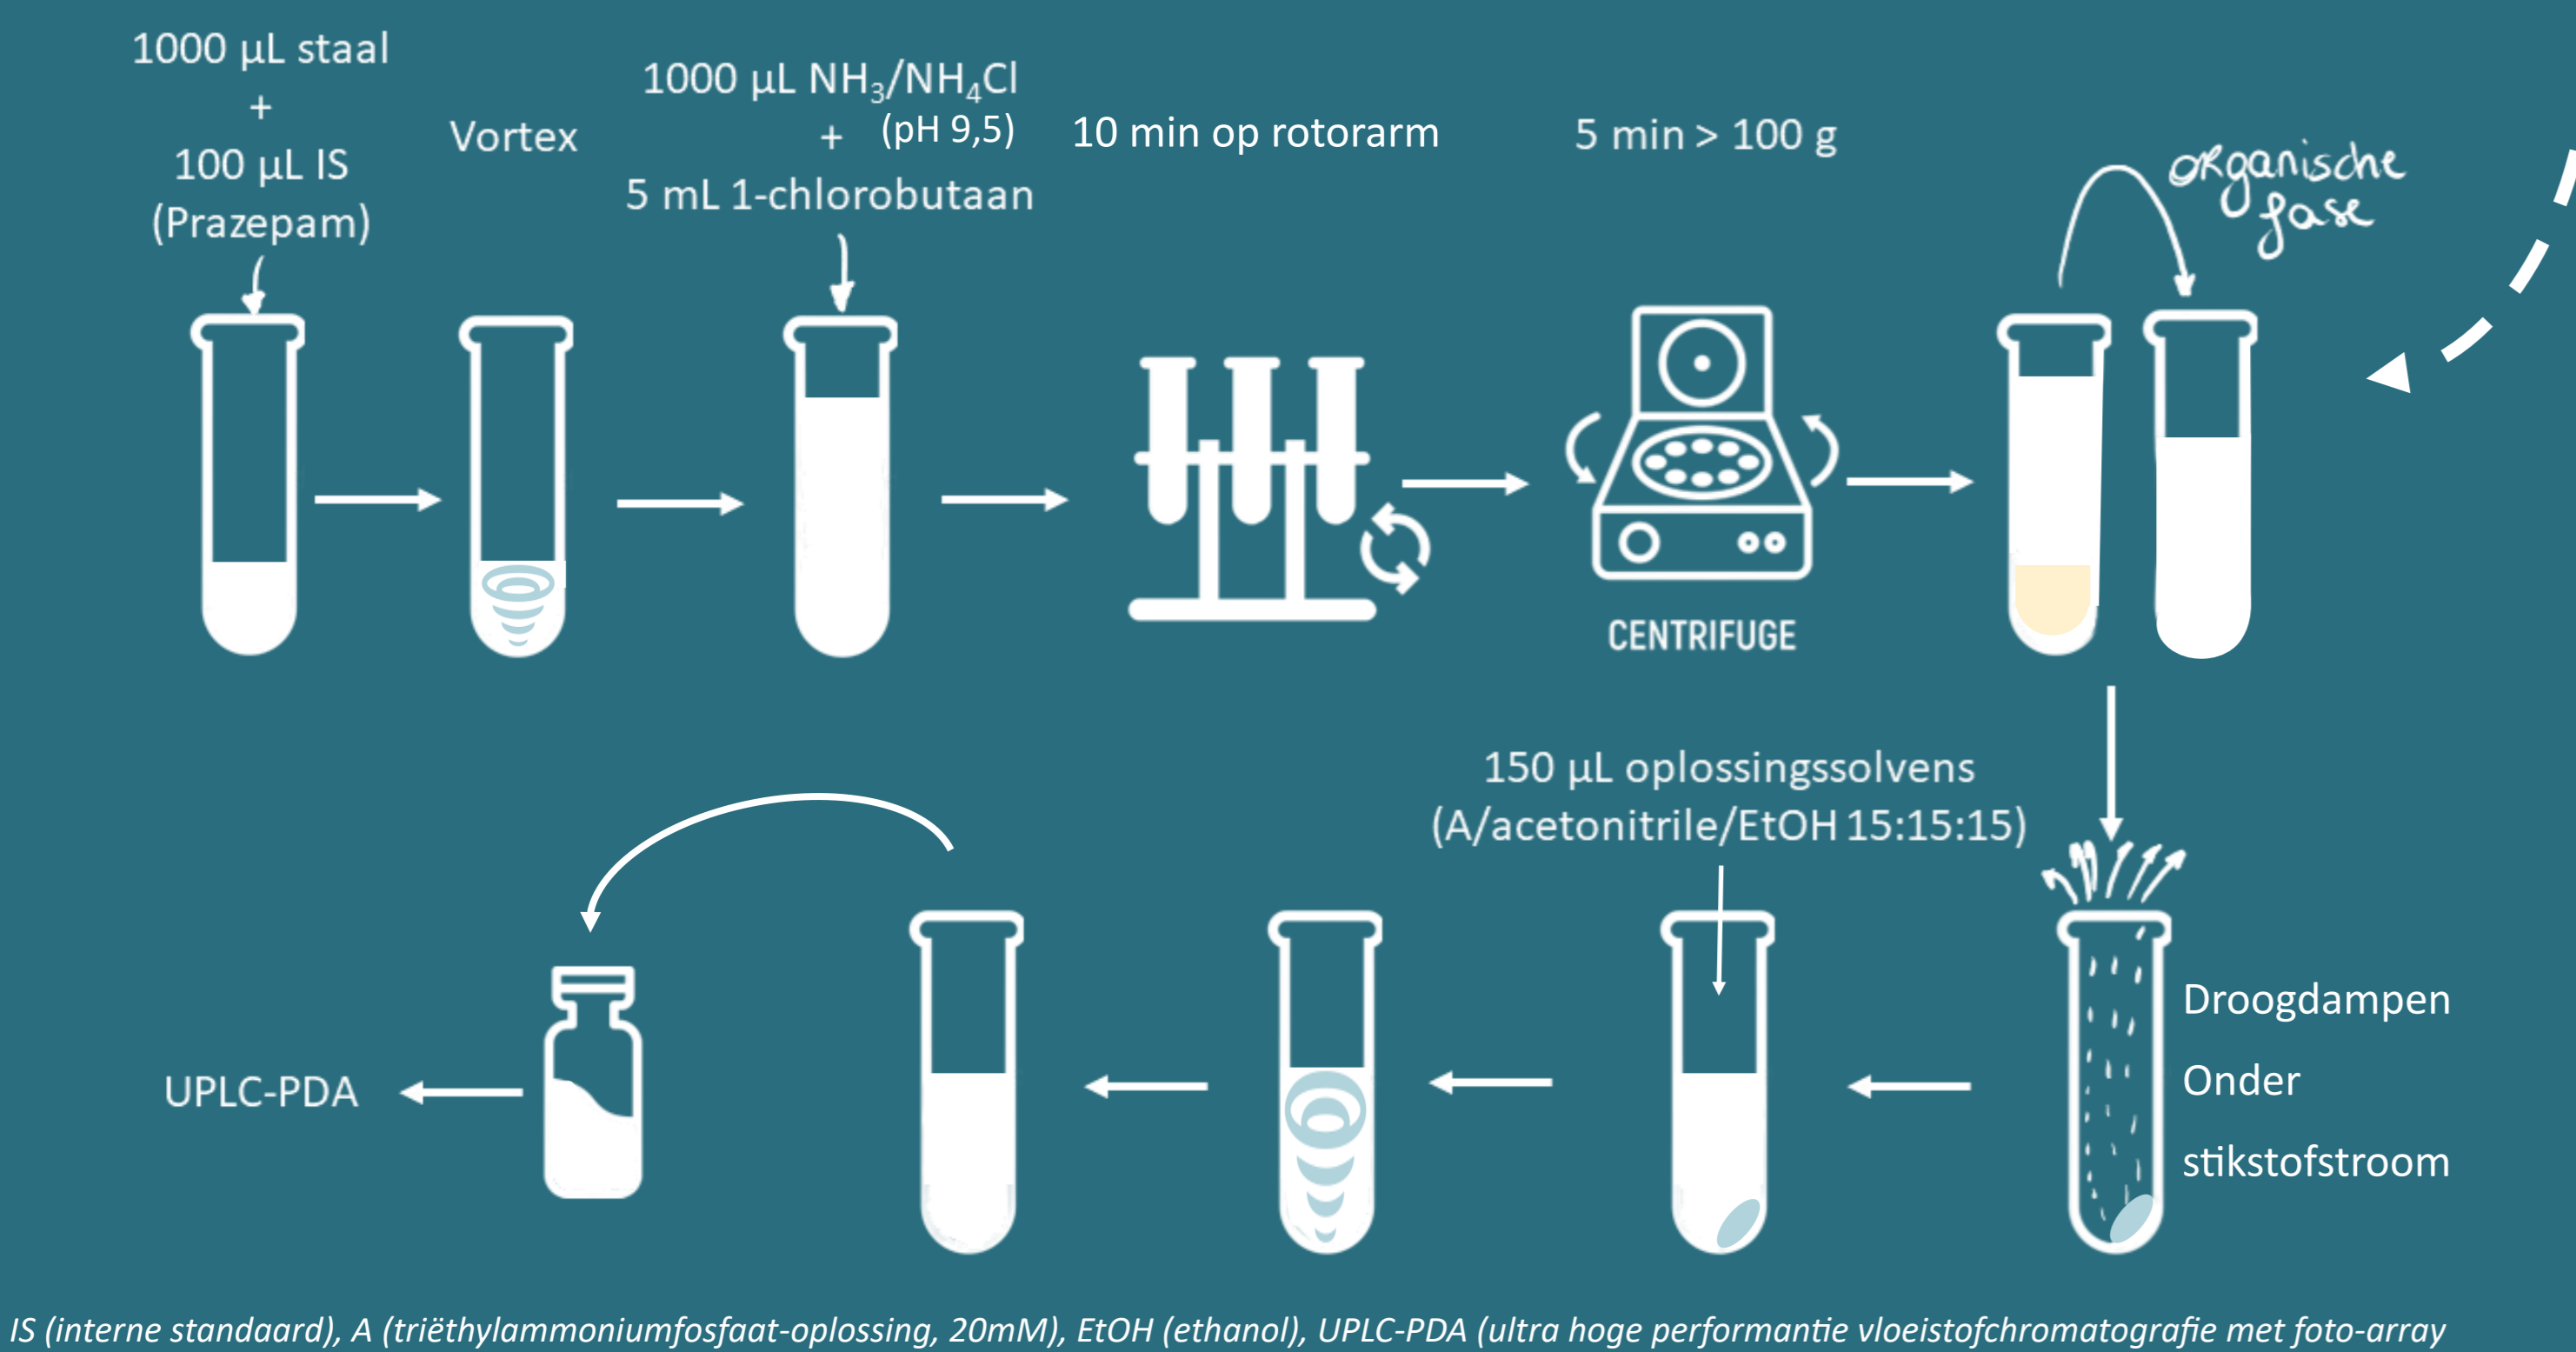 1000 µL staal
+
100 µL IS
(Prazepam)
Vortex
1000 µL NH₃/NH₄Cl
+ (pH 9,5)
5 mL 1-chlorobutaan
10 min op rotorarm
5 min > 100 g
CENTRIFUGE
organische
fase
Droogdampen
Onder
stikstofstroom
150 µL oplossingssolvens
(A/acetonitrile/EtOH 15:15:15)
UPLC-PDA
IS (interne standaard), A (triëthylammoniumfosfaat-oplossing, 20mM), EtOH (ethanol), UPLC-PDA (ultra hoge performantie vloeistofchromatografie met foto-array